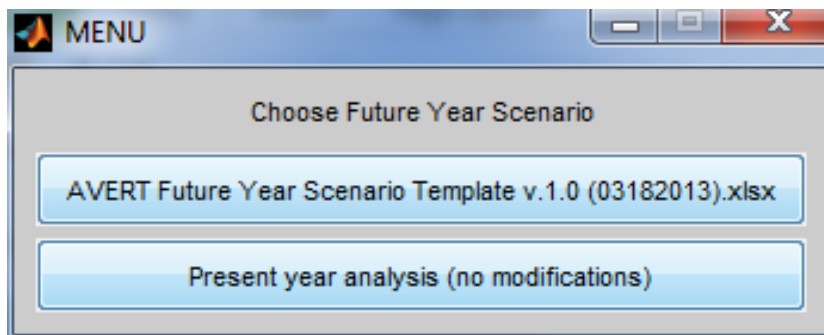 MENU
Choose Future Year Scenario
AVERT Future Year Scenario Template v.1.0 (03182013).xlsx
Present year analysis (no modifications)